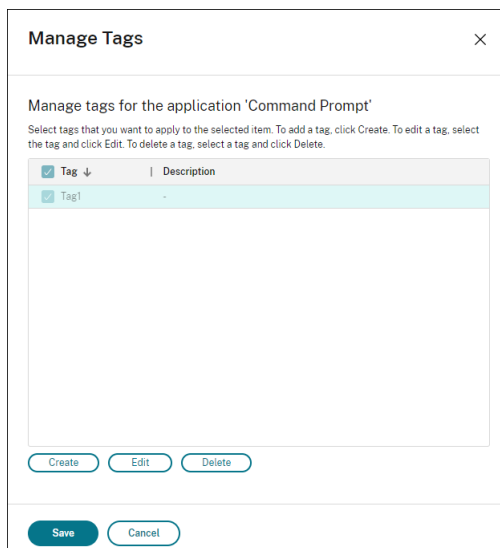 Manage Tags
Manage tags for the application 'Command Prompt'
Select tags that you want to apply to the selected item. To add a tag, click Create. To edit a tag, select
the tag and click Edit. To delete a tag, select a tag and click Delete.
Tag ↓ | Description
Tag1 -
Create Edit Delete
Save Cancel